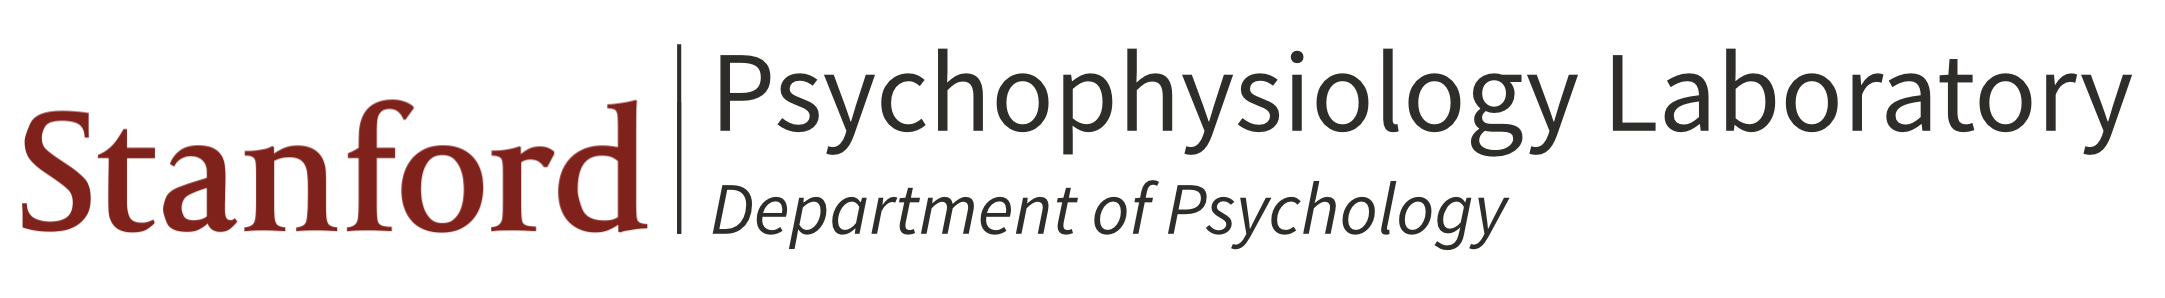 Stanford
Psychophysiology Laboratory
Department of Psychology